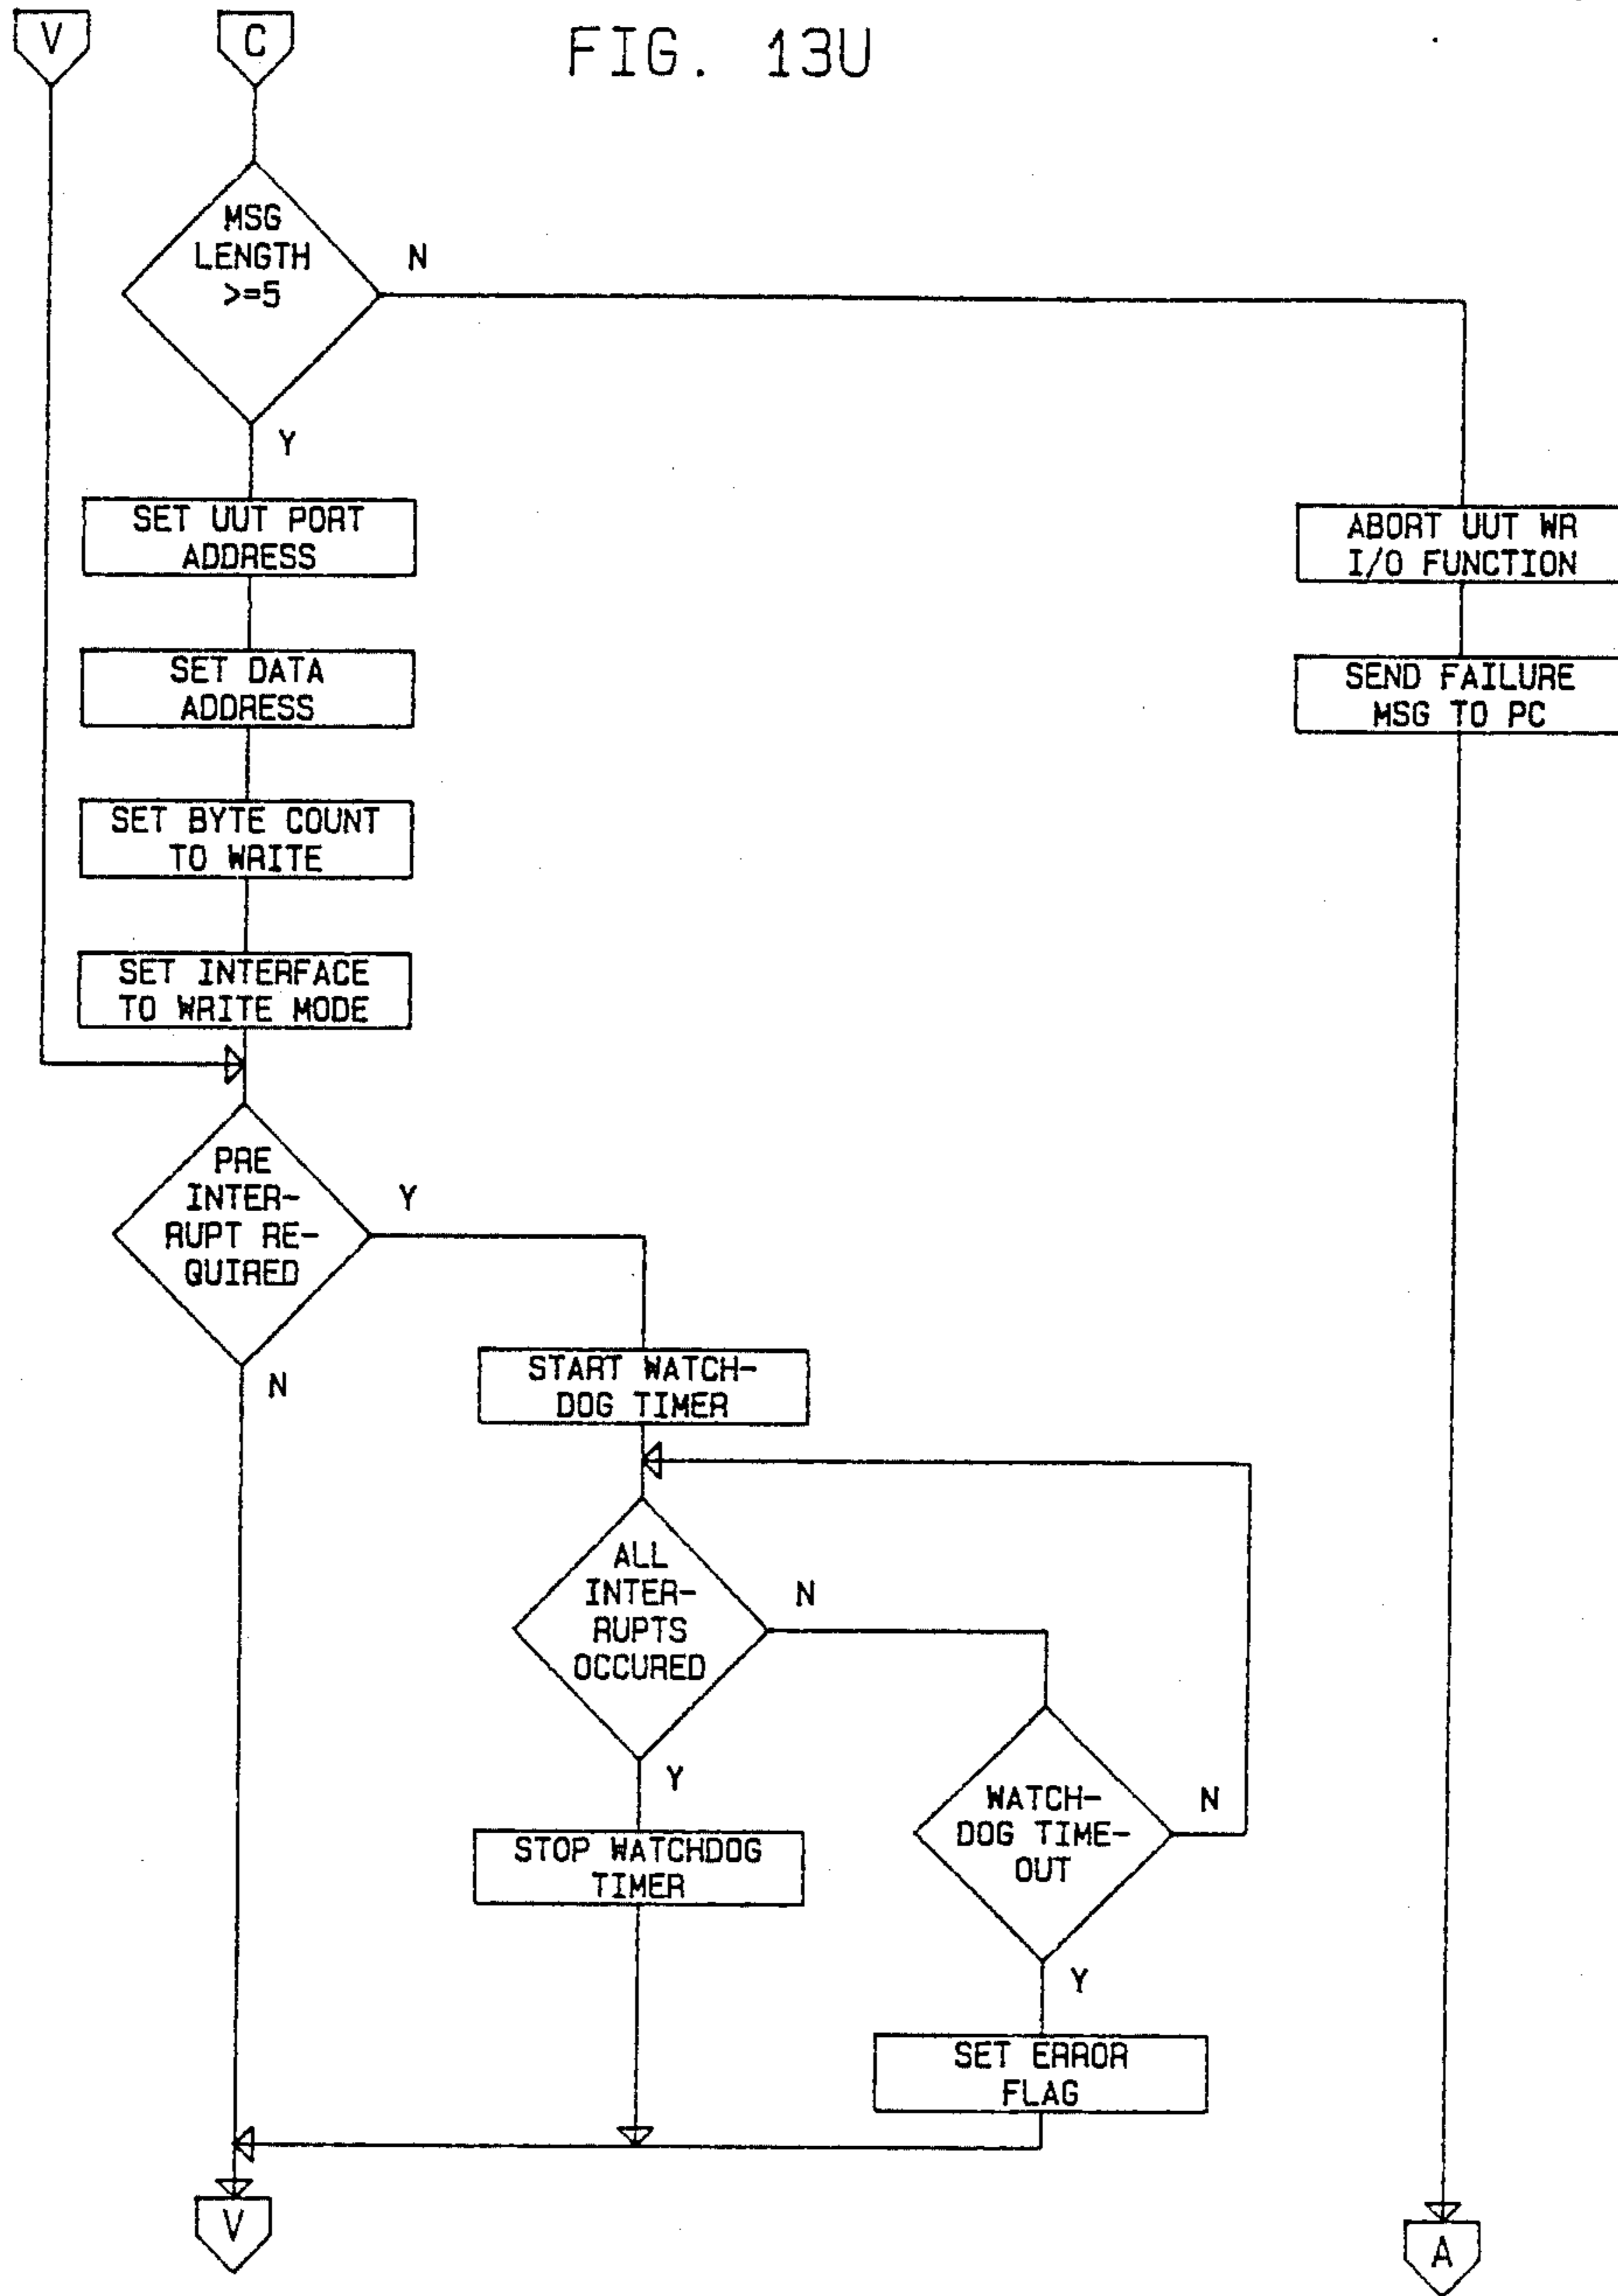 V
C
FIG. 13U
MSG
LENGTH
>=5
N
Y
SET UUT PORT
ADDRESS
ABORT UUT WR
I/O FUNCTION
SET DATA
ADDRESS
SEND FAILURE
MSG TO PC
SET BYTE COUNT
TO WRITE
SET INTERFACE
TO WRITE MODE
PRE
INTER-
RUPT RE-
QUIRED
Y
N
START WATCH-
DOG TIMER
ALL
INTER-
RUPTS
OCCURED
N
Y
WATCH-
DOG TIME-
OUT
N
STOP WATCHDOG
TIMER
Y
SET ERROR
FLAG
V
A